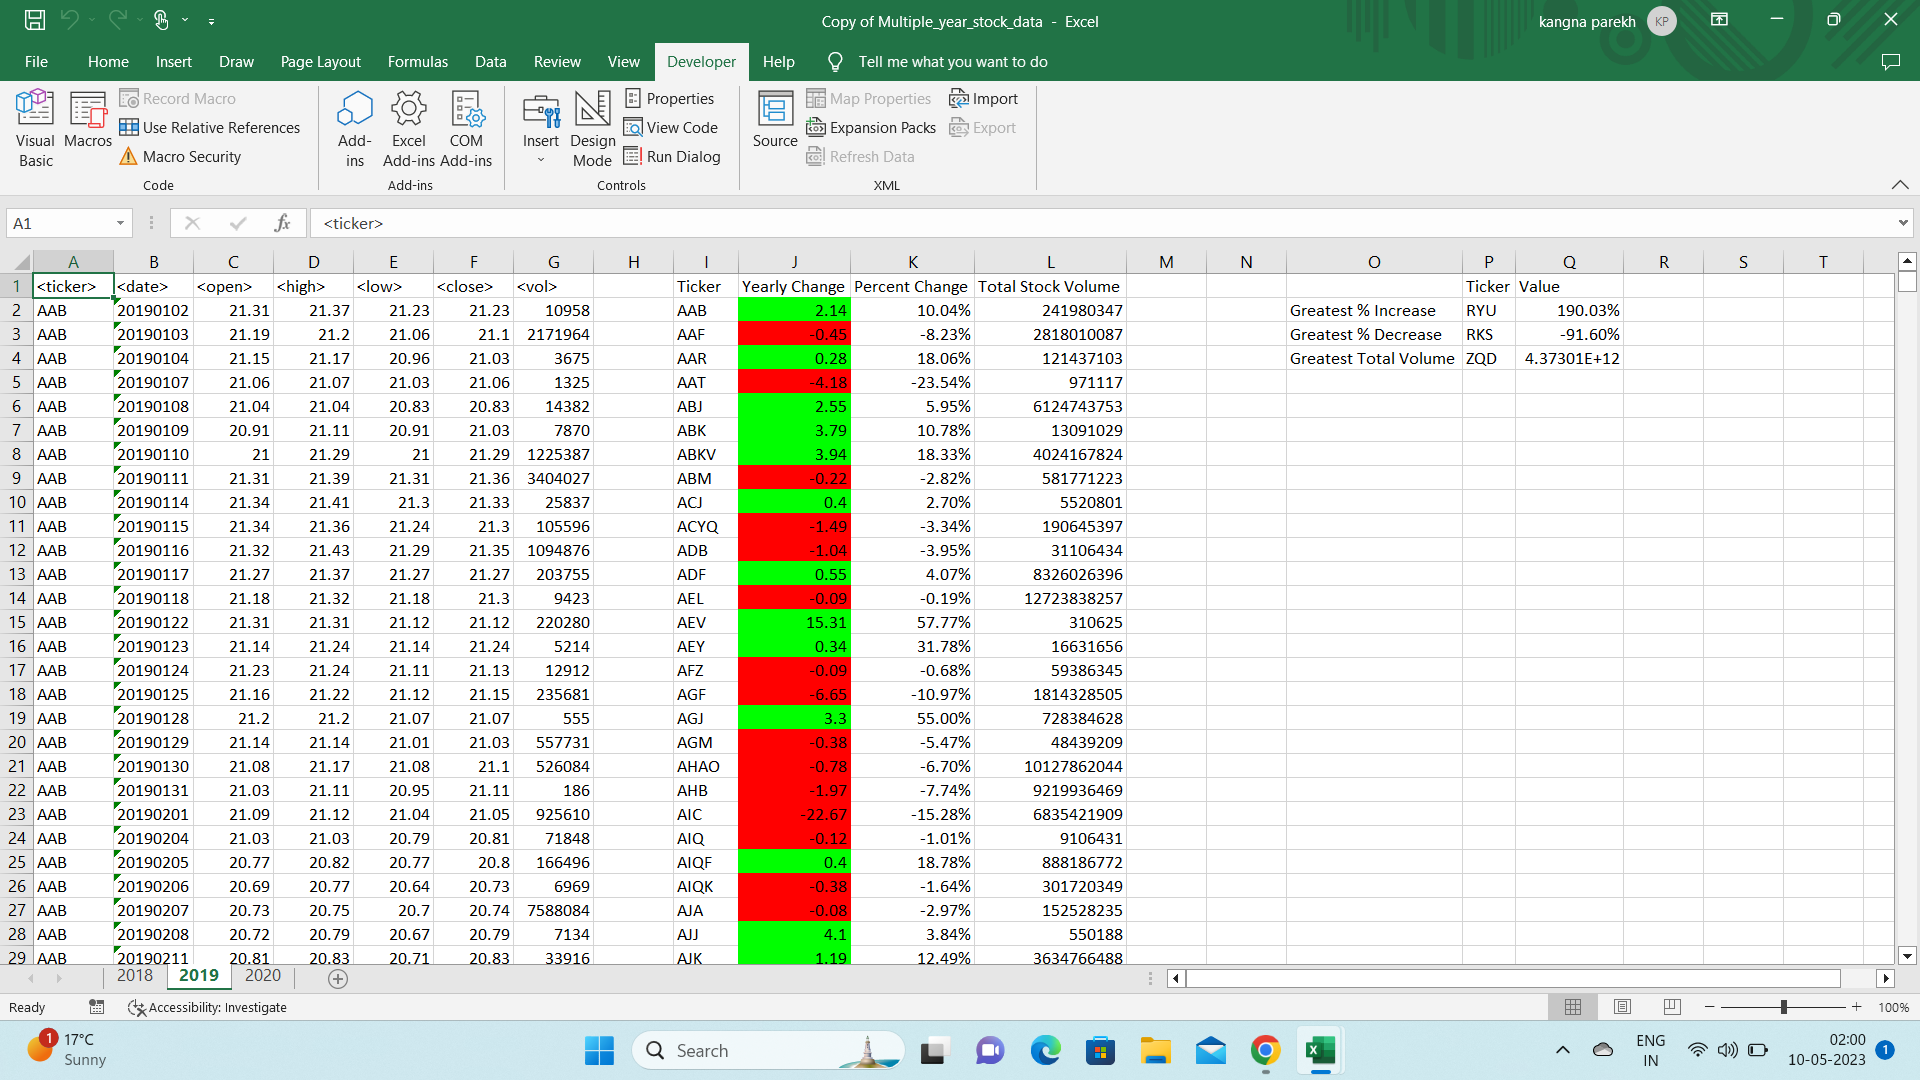 Copy of Multiple_year_stock_data - Excel
kangna parekh KP
File Home Insert Draw Page Layout Formulas Data Review View Developer Help Tell me what you want to do
Visual Basic
Macros
Record Macro
Use Relative References
Macro Security
Code
Add-ins
Excel Add-ins
COM Add-ins
Add-ins
Insert
Design Mode
Properties
View Code
Run Dialog
Controls
Source
Map Properties
Expansion Packs
Refresh Data
Import
Export
XML
A1 fx <ticker>
A B C D E F G H I J K L M N O P Q R S T
1 <ticker> <date> <open> <high> <low> <close> <vol> Ticker Yearly Change Percent Change Total Stock Volume Ticker Value
2 AAB 20190102 21.31 21.37 21.23 21.23 10958 AAB 2.14 10.04% 241980347 Greatest % Increase RYU 190.03%
3 AAB 20190103 21.19 21.2 21.06 21.1 2171964 AAF -0.45 -8.23% 2818010087 Greatest % Decrease RKS -91.60%
4 AAB 20190104 21.15 21.17 20.96 21.03 3675 AAR 0.28 18.06% 121437103 Greatest Total Volume ZQD 4.37301E+12
5 AAB 20190107 21.06 21.07 21.03 21.06 1325 AAT -4.18 -23.54% 971117
6 AAB 20190108 21.04 21.04 20.83 20.83 14382 ABJ 2.55 5.95% 6124743753
7 AAB 20190109 20.91 21.11 20.91 21.03 7870 ABK 3.79 10.78% 13091029
8 AAB 20190110 21 21.29 21 21.29 1225387 ABKV 3.94 18.33% 4024167824
9 AAB 20190111 21.31 21.39 21.31 21.36 3404027 ABM -0.22 -2.82% 581771223
10 AAB 20190114 21.34 21.41 21.3 21.33 25837 ACJ 0.4 2.70% 5520801
11 AAB 20190115 21.34 21.36 21.24 21.3 105596 ACYQ -1.49 -3.34% 190645397
12 AAB 20190116 21.32 21.43 21.29 21.35 1094876 ADB -1.04 -3.95% 31106434
13 AAB 20190117 21.27 21.37 21.27 21.27 203755 ADF 0.55 4.07% 8326026396
14 AAB 20190118 21.18 21.32 21.18 21.3 9423 AEL -0.09 -0.19% 12723838257
15 AAB 20190122 21.31 21.31 21.12 21.12 220280 AEV 15.31 57.77% 310625
16 AAB 20190123 21.14 21.24 21.14 21.24 5214 AEY 0.34 31.78% 16631656
17 AAB 20190124 21.23 21.24 21.11 21.13 12912 AFZ -0.09 -0.68% 59386345
18 AAB 20190125 21.16 21.22 21.12 21.15 235681 AGF -6.65 -10.97% 1814328505
19 AAB 20190128 21.2 21.2 21.07 21.07 555 AGJ 3.3 55.00% 728384628
20 AAB 20190129 21.14 21.14 21.01 21.03 557731 AGM -0.38 -5.47% 48439209
21 AAB 20190130 21.08 21.17 21.08 21.1 526084 AHAO -0.78 -6.70% 10127862044
22 AAB 20190131 21.03 21.11 20.95 21.11 186 AHB -1.97 -7.74% 9219936469
23 AAB 20190201 21.09 21.12 21.04 21.05 925610 AIC -22.67 -15.28% 6835421909
24 AAB 20190204 21.03 21.03 20.79 20.81 71848 AIQ -0.12 -1.01% 9106431
25 AAB 20190205 20.77 20.82 20.77 20.8 166496 AIQF 0.4 18.78% 888186772
26 AAB 20190206 20.69 20.77 20.64 20.73 6969 AIQK -0.38 -1.64% 301720349
27 AAB 20190207 20.73 20.75 20.7 20.74 7588084 AJA -0.08 -2.97% 152528235
28 AAB 20190208 20.72 20.79 20.67 20.79 7134 AJJ 4.1 3.84% 550188
29 AAB 20190211 20.81 20.83 20.71 20.83 33916 AJK 1.19 12.49% 3634766488
2018 2019 2020
Ready Accessibility: Investigate 100%
1 17°C
Sunny
Search
ENG
IN
02:00
10-05-2023
1